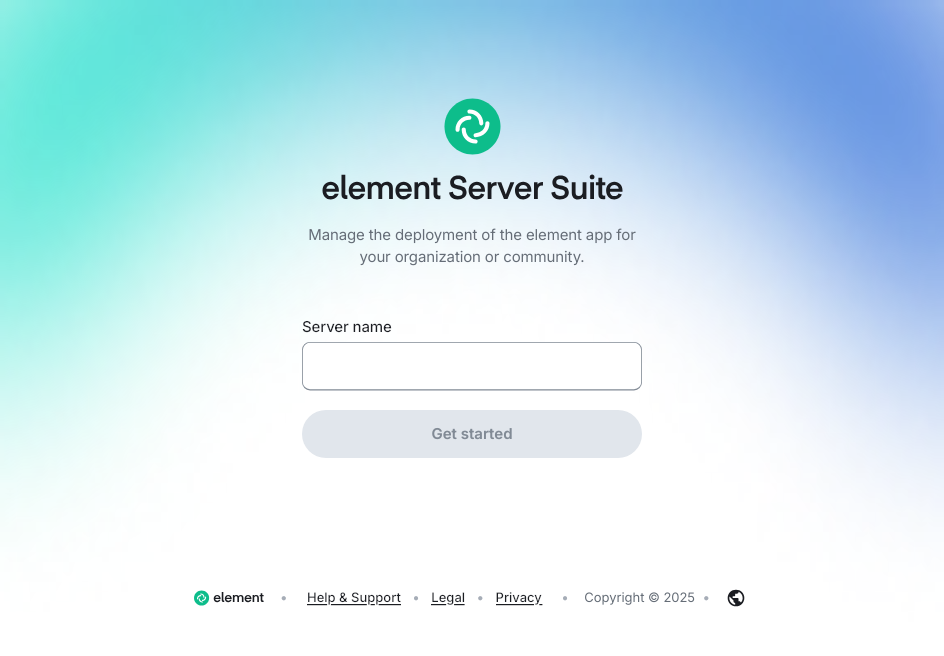 element Server Suite
Manage the deployment of the element app for
your organization or community.
Server name
Get started
element • Help & Support • Legal • Privacy • Copyright © 2025 •